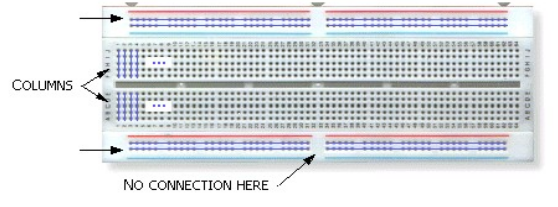 COLUMNS
F G H I J
F G H I J
A B C D E
A B C D E
NO CONNECTION HERE